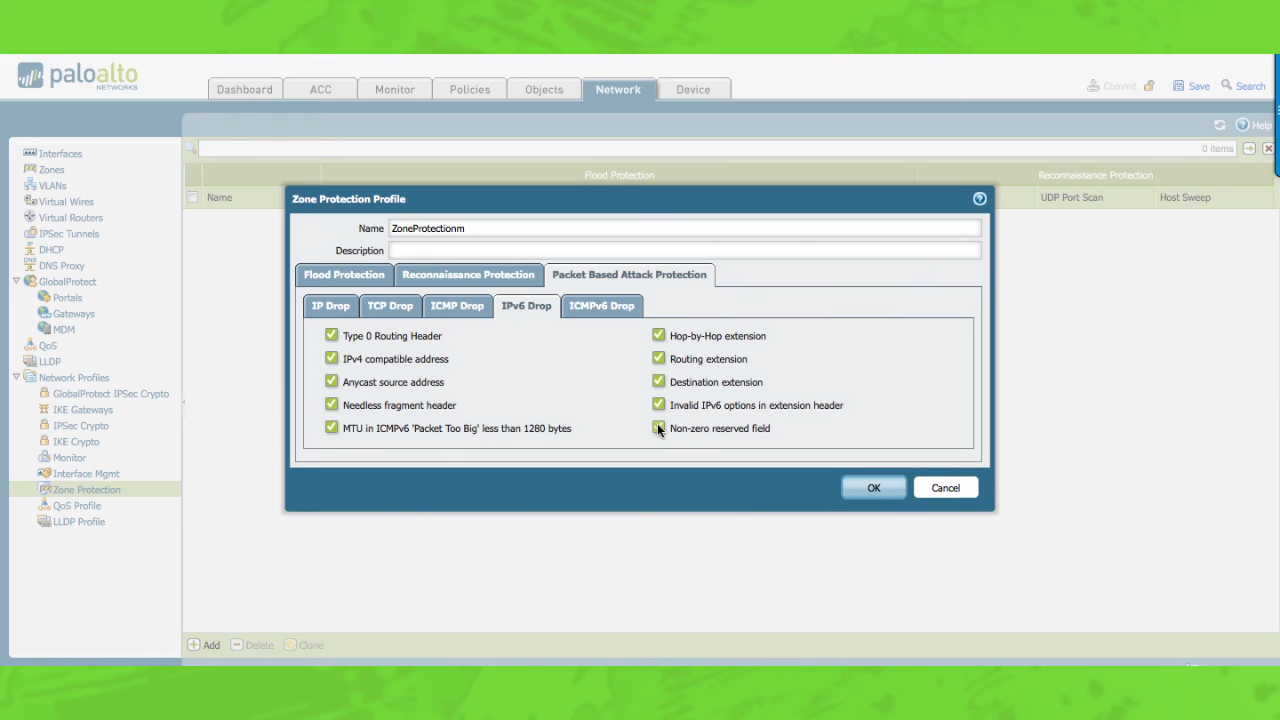 paloalto
NETWORKS
Dashboard ACC Monitor Policies Objects Network Device
Commit Save Search
Help
0 items
Interfaces
Zones
VLANs
Virtual Wires
Virtual Routers
IPSec Tunnels
DHCP
DNS Proxy
GlobalProtect
Portals
Gateways
MDM
QoS
LLDP
Network Profiles
GlobalProtect IPSec Crypto
IKE Gateways
IPSec Crypto
IKE Crypto
Monitor
Interface Mgmt
Zone Protection
QoS Profile
LLDP Profile
Flood Protection Reconnaissance Protection
Name UDP Port Scan Host Sweep
Zone Protection Profile
Name ZoneProtectionm
Description
Flood Protection Reconnaissance Protection Packet Based Attack Protection
IP Drop TCP Drop ICMP Drop IPv6 Drop ICMPv6 Drop
Type 0 Routing Header Hop-by-Hop extension
IPv4 compatible address Routing extension
Anycast source address Destination extension
Needless fragment header Invalid IPv6 options in extension header
MTU in ICMPv6 'Packet Too Big' less than 1280 bytes Non-zero reserved field
OK Cancel
Add Delete Clone